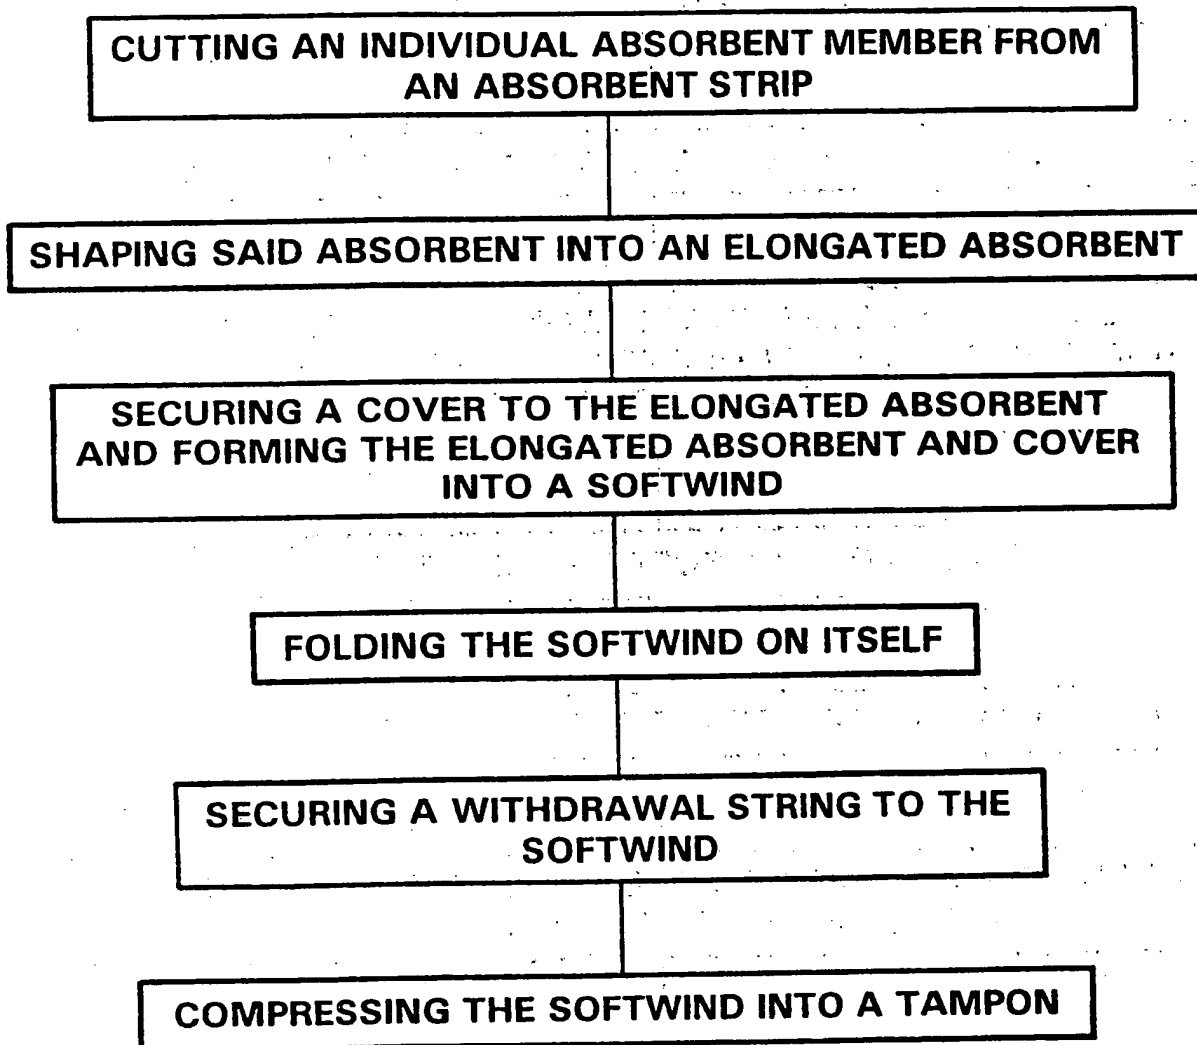 CUTTING AN INDIVIDUAL ABSORBENT MEMBER FROM
AN ABSORBENT STRIP
SHAPING SAID ABSORBENT INTO AN ELONGATED ABSORBENT
SECURING A COVER TO THE ELONGATED ABSORBENT
AND FORMING THE ELONGATED ABSORBENT AND COVER
INTO A SOFTWIND
FOLDING THE SOFTWIND ON ITSELF
SECURING A WITHDRAWAL STRING TO THE
SOFTWIND
COMPRESSING THE SOFTWIND INTO A TAMPON